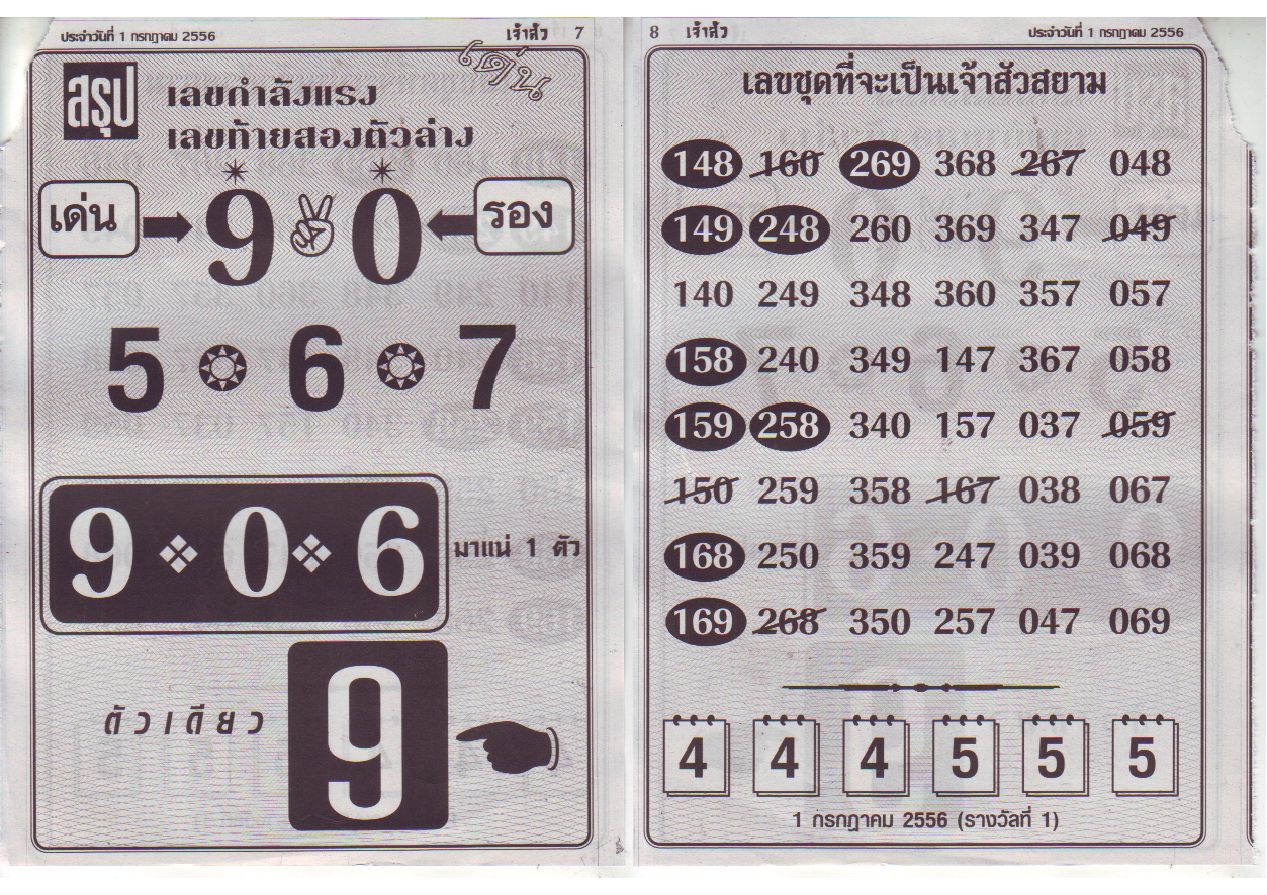 ประจำวันที่ 1 กรกฎาคม 2556 เจ้าสัว 7
เด่น
สรุป
เลขกำลังแรง
เลขท้ายสองตัวล่าง
เด่น 9 0 รอง
5 6 7
9 0 6 มาแน่ 1 ตัว
ตัวเดียว 9
8 เจ้าสัว ประจำวันที่ 1 กรกฎาคม 2556
เลขชุดที่จะเป็นเจ้าสัวสยาม
148 160 269 368 267 048
149 248 260 369 347 049
140 249 348 360 357 057
158 240 349 147 367 058
159 258 340 157 037 059
150 259 358 167 038 067
168 250 359 247 039 068
169 268 350 257 047 069
4 4 4 5 5 5
1 กรกฎาคม 2556 (รางวัลที่ 1)